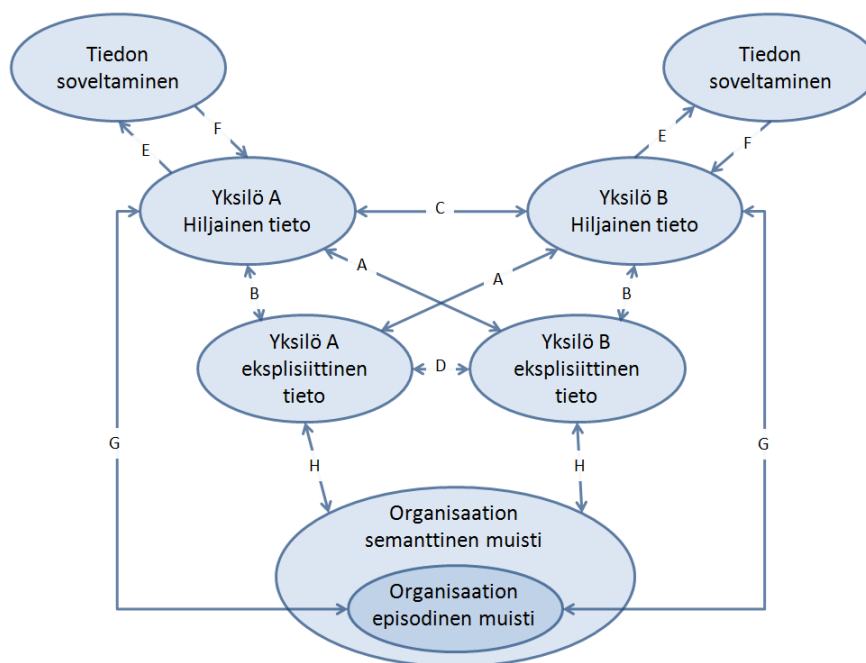 Tiedon
soveltaminen
Tiedon
soveltaminen
E
F
E
F
Yksilö A
Hiljainen tieto
C
Yksilö B
Hiljainen tieto
A
A
B
B
Yksilö A
eksplisiittinen
tieto
D
Yksilö B
eksplisiittinen
tieto
G
G
H
H
Organisaation
semanttinen muisti
Organisaation
episodinen muisti